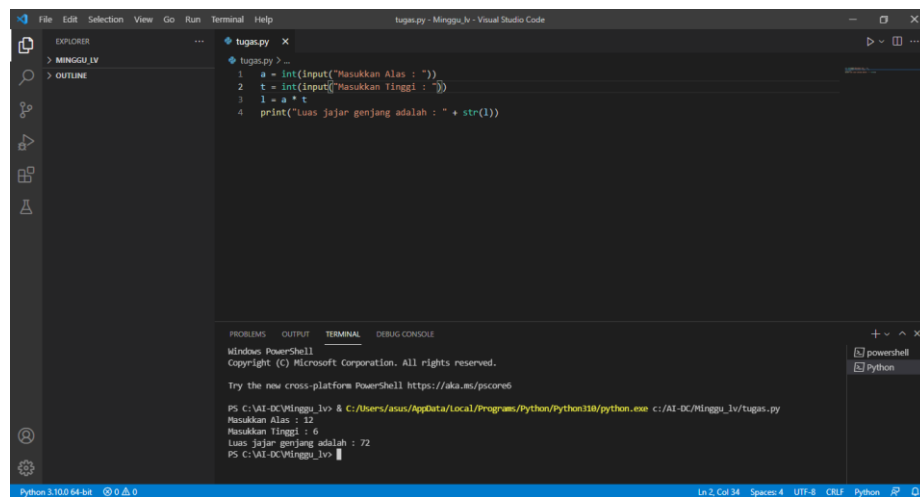 File Edit Selection View Go Run Terminal Help
tugas.py - Minggu_lv - Visual Studio Code
EXPLORER
MINGGU_LV
OUTLINE
tugas.py
tugas.py > ...
1 a = int(input("Masukkan Alas : "))
2 t = int(input("Masukkan Tinggi : "))
3 l = a * t
4 print("Luas jajar genjang adalah : " + str(l))
PROBLEMS OUTPUT TERMINAL DEBUG CONSOLE
powershell
Python
Windows PowerShell
Copyright (C) Microsoft Corporation. All rights reserved.
Try the new cross-platform PowerShell https://aka.ms/pscore6
PS C:\AI-DC\Minggu_lv> & C:/Users/asus/AppData/Local/Programs/Python/Python310/python.exe c:/AI-DC/Minggu_lv/tugas.py
Masukkan Alas : 12
Masukkan Tinggi : 6
Luas jajar genjang adalah : 72
PS C:\AI-DC\Minggu_lv>
Python 3.10.0 64-bit 0 0
Ln 2, Col 34 Spaces: 4 UTF-8 CRLF Python